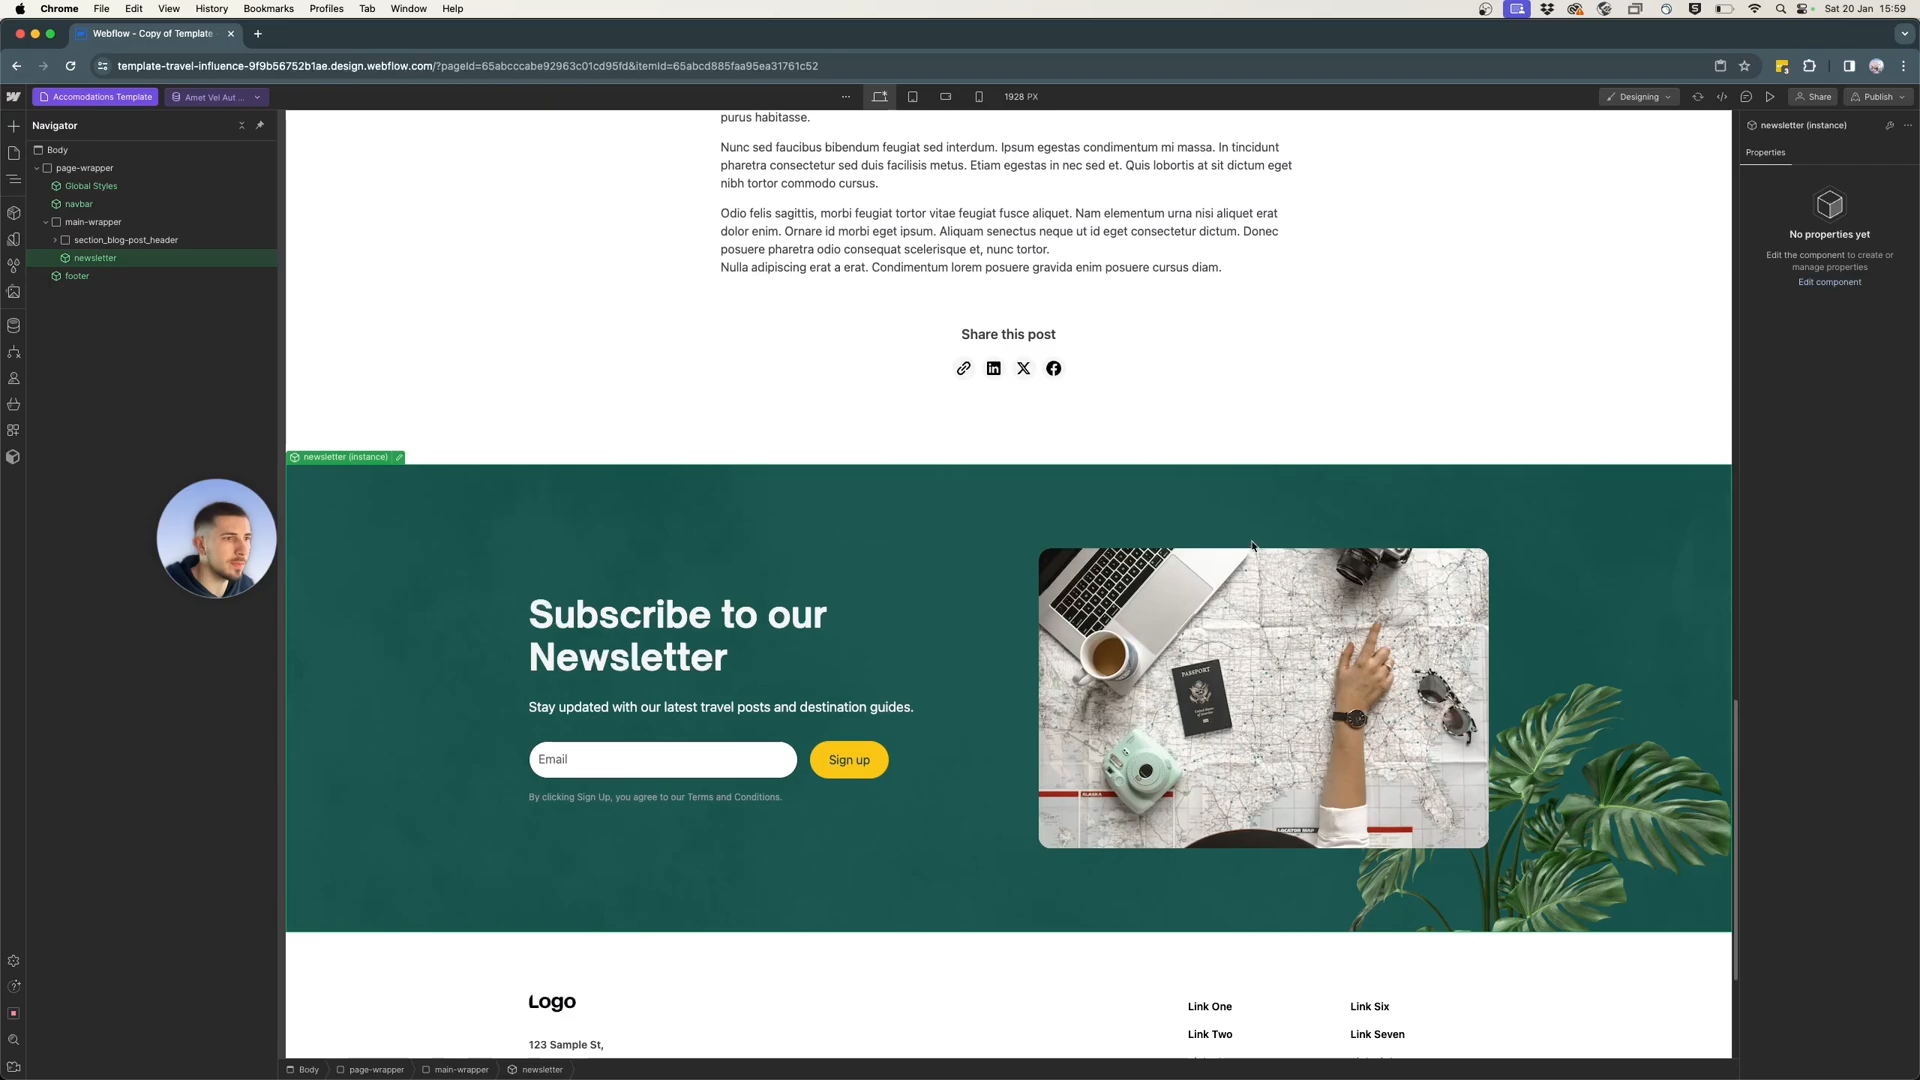 Chrome File Edit View History Bookmarks Profiles Tab Window Help
Sat 20 Jan 15:59
Webflow - Copy of Template
template-travel-influence-9f9b56752b1ae.design.webflow.com/?pageId=65abcccabe92963c01cd95fd&itemId=65abcd885faa95ea31761c52
Accomodations Template
Amet Vel Aut ...
1928 PX
Designing
Share
Publish
Navigator
Body
page-wrapper
Global Styles
navbar
main-wrapper
section_blog-post_header
newsletter
footer
purus habitasse.
Nunc sed faucibus bibendum feugiat sed interdum. Ipsum egestas condimentum mi massa. In tincidunt
pharetra consectetur sed duis facilisis metus. Etiam egestas in nec sed et. Quis lobortis at sit dictum eget
nibh tortor commodo cursus.
Odio felis sagittis, morbi feugiat tortor vitae feugiat fusce aliquet. Nam elementum urna nisi aliquet erat
dolor enim. Ornare id morbi eget ipsum. Aliquam senectus neque ut id eget consectetur dictum. Donec
posuere pharetra odio consequat scelerisque et, nunc tortor.
Nulla adipiscing erat a erat. Condimentum lorem posuere gravida enim posuere cursus diam.
Share this post
newsletter (instance)
Subscribe to our
Newsletter
Stay updated with our latest travel posts and destination guides.
Email
Sign up
By clicking Sign Up, you agree to our Terms and Conditions.
PASSPORT
ALASKA
LOCATOR MAP
Logo
123 Sample St,
Link One
Link Six
Link Two
Link Seven
newsletter (instance)
Properties
No properties yet
Edit the component to create or
manage properties
Edit component
Body
page-wrapper
main-wrapper
newsletter